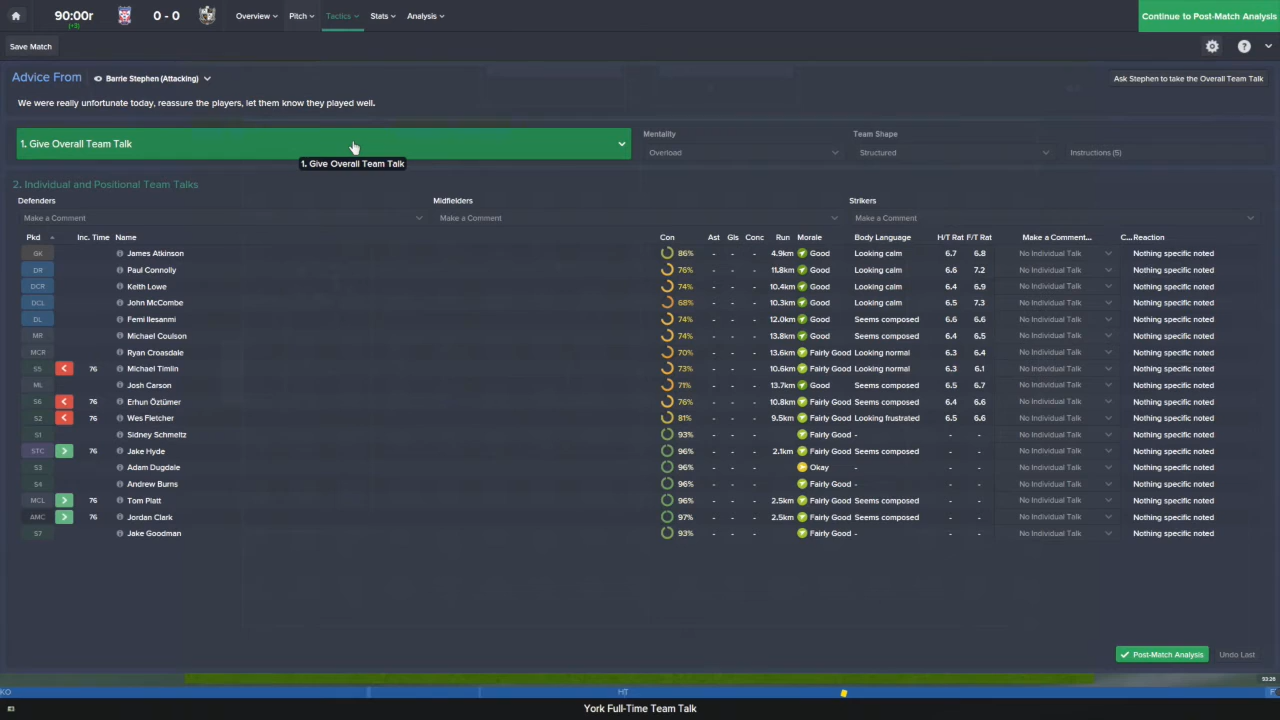 90:00r
(+3)
0 - 0
Overview
Pitch
Tactics
Stats
Analysis
Continue to Post-Match Analysis
Save Match
?
Advice From
Barrie Stephen (Attacking)
Ask Stephen to take the Overall Team Talk
We were really unfortunate today, reassure the players, let them know they played well.
1. Give Overall Team Talk
1. Give Overall Team Talk
Mentality
Overload
Team Shape
Structured
Instructions (5)
2. Individual and Positional Team Talks
Defenders
Midfielders
Strikers
Make a Comment
Make a Comment
Make a Comment
Pkd Inc. Time Name Con Ast Gls Conc Run Morale Body Language H/T Rat F/T Rat Make a Comment... C... Reaction
GK James Atkinson 86% - - - 4.9km Good Looking calm 6.7 6.8 No Individual Talk Nothing specific noted
DR Paul Connolly 76% - - - 11.8km Good Looking calm 6.6 7.2 No Individual Talk Nothing specific noted
DCR Keith Lowe 74% - - - 10.4km Good Looking calm 6.4 6.9 No Individual Talk Nothing specific noted
DCL John McCombe 68% - - - 10.3km Good Looking calm 6.5 7.3 No Individual Talk Nothing specific noted
DL Femi Ilesanmi 74% - - - 12.0km Good Seems composed 6.6 6.6 No Individual Talk Nothing specific noted
MR Michael Coulson 74% - - - 13.8km Good Seems composed 6.4 6.5 No Individual Talk Nothing specific noted
MCR Ryan Croasdale 70% - - - 13.6km Fairly Good Looking normal 6.3 6.4 No Individual Talk Nothing specific noted
S5 76 Michael Timlin 73% - - - 10.6km Fairly Good Looking normal 6.3 6.1 No Individual Talk Nothing specific noted
ML Josh Carson 71% - - - 13.7km Good Seems composed 6.5 6.7 No Individual Talk Nothing specific noted
S6 76 Erhun Öztümer 76% - - - 10.8km Fairly Good Seems composed 6.4 6.6 No Individual Talk Nothing specific noted
S2 76 Wes Fletcher 81% - - - 9.5km Fairly Good Looking frustrated 6.5 6.6 No Individual Talk Nothing specific noted
S1 Sidney Schmeltz 93% - - - Fairly Good - - - No Individual Talk Nothing specific noted
STC 76 Jake Hyde 96% - - - 2.1km Fairly Good Seems composed - - No Individual Talk Nothing specific noted
S3 Adam Dugdale 96% - - - Okay - - - No Individual Talk Nothing specific noted
S4 Andrew Burns 96% - - - Fairly Good - - - No Individual Talk Nothing specific noted
MCL 76 Tom Platt 96% - - - 2.5km Fairly Good Seems composed - - No Individual Talk Nothing specific noted
AMC 76 Jordan Clark 97% - - - 2.5km Fairly Good Seems composed - - No Individual Talk Nothing specific noted
S7 Jake Goodman 93% - - - Fairly Good - - - No Individual Talk Nothing specific noted
Post-Match Analysis
Undo Last
KO
HT
F
York Full-Time Team Talk